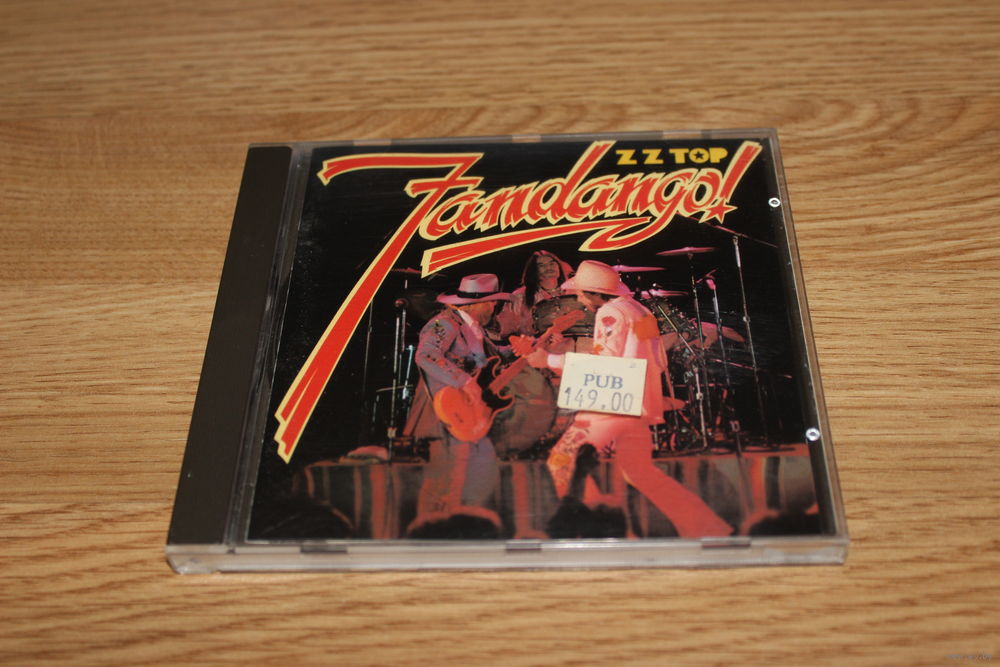 ZZ TOP
Fandango!
PUB
149.00